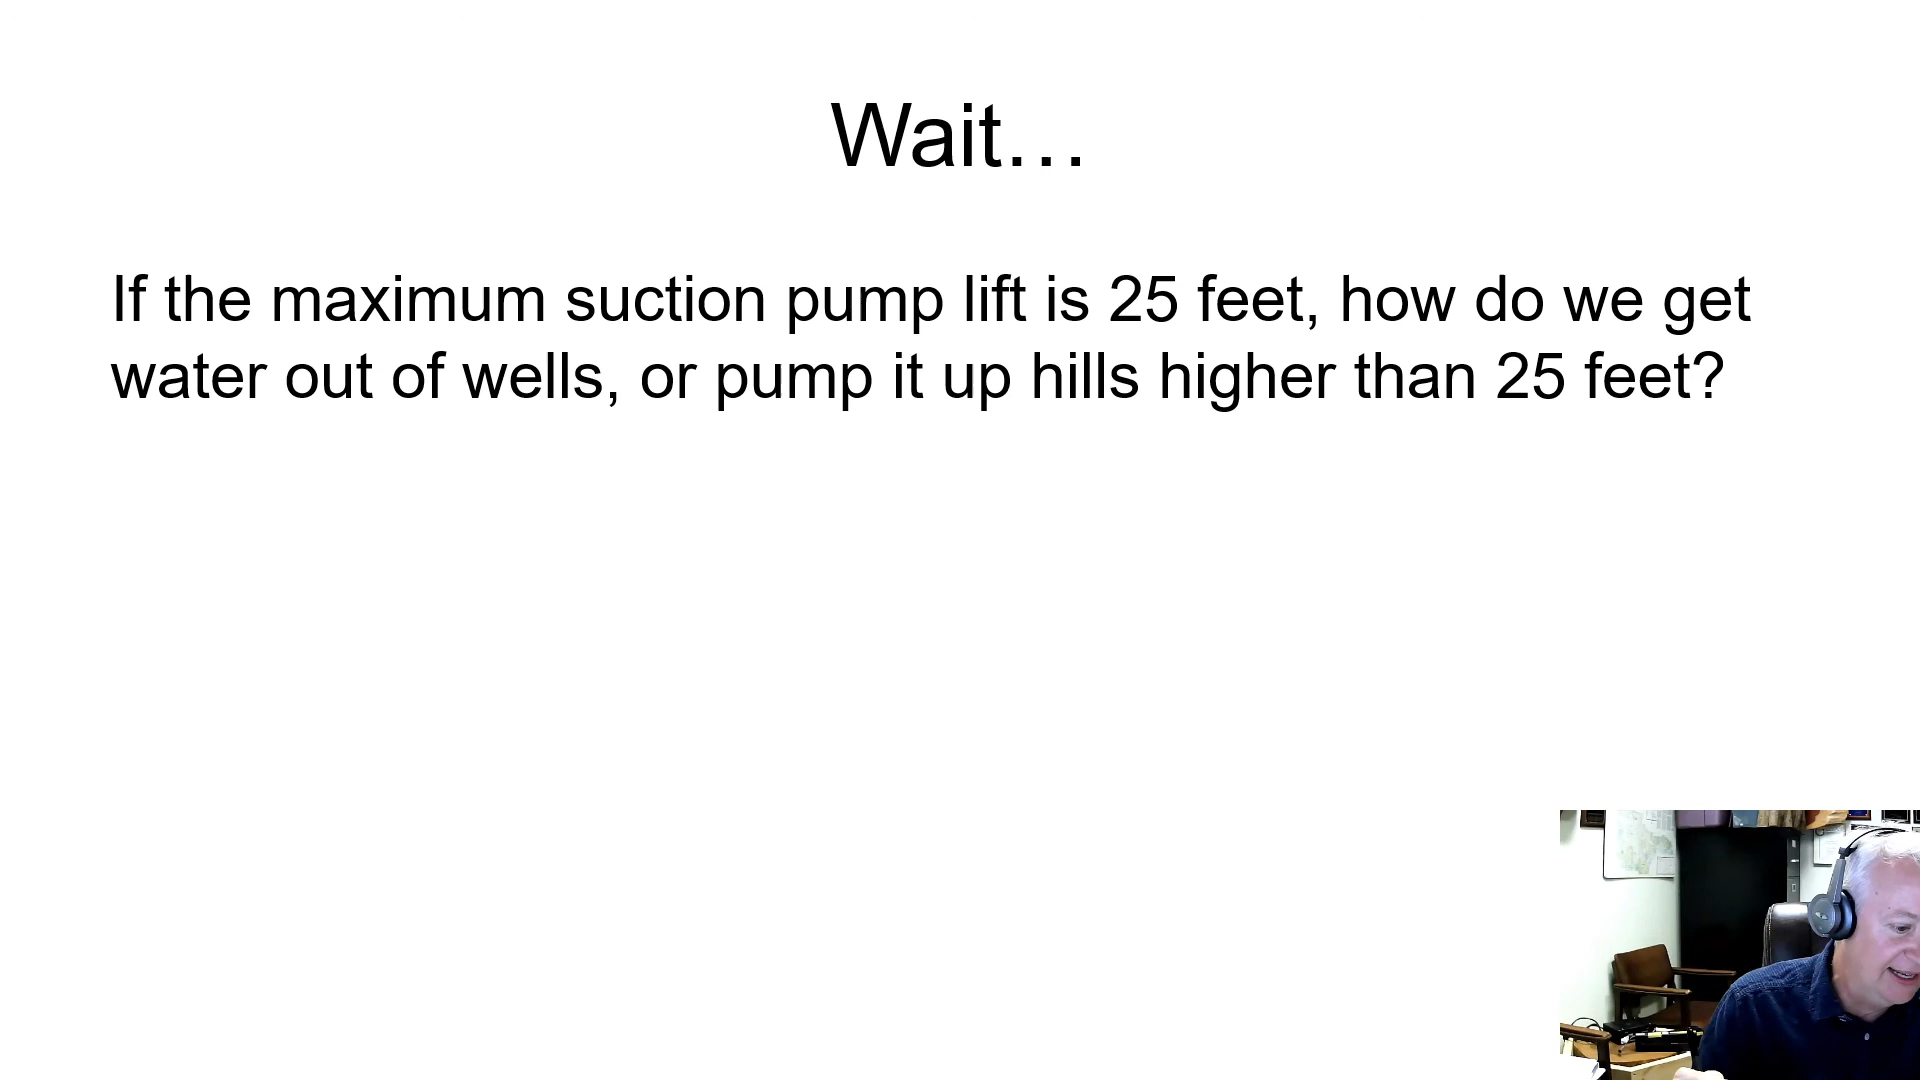 Wait…
If the maximum suction pump lift is 25 feet, how do we get
water out of wells, or pump it up hills higher than 25 feet?